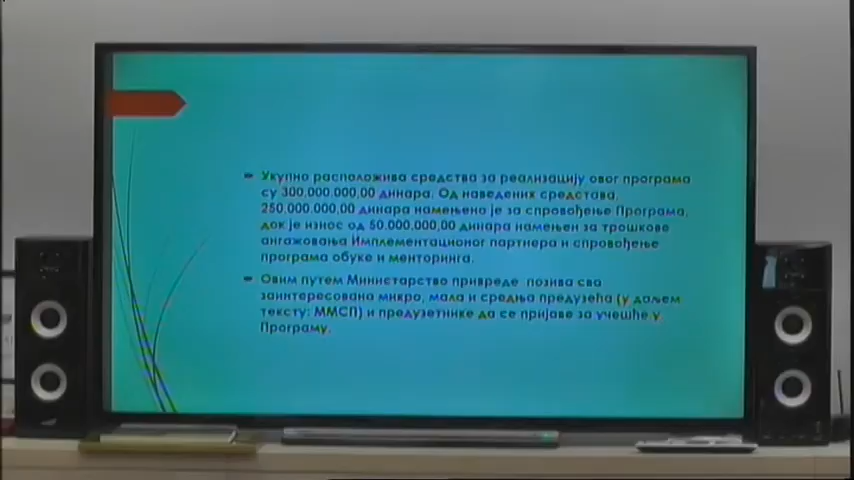 Укупно расположива средства за реализацију овог програма
су 300.000.000,00 динара. Од наведених средстава,
250.000.000,00 динара намењено је за спровођење Програма,
док је износ од 50.000.000,00 динара намењен за трошкове
ангажовања Имплементационог партнера и спровођење
програма обуке и менторинга.
Овим путем Министарство привреде позива сва
заинтересована микро, мала и средња предузећа (у даљем
тексту: ММСП) и предузетнике да се пријаве за учешће у
Програму.